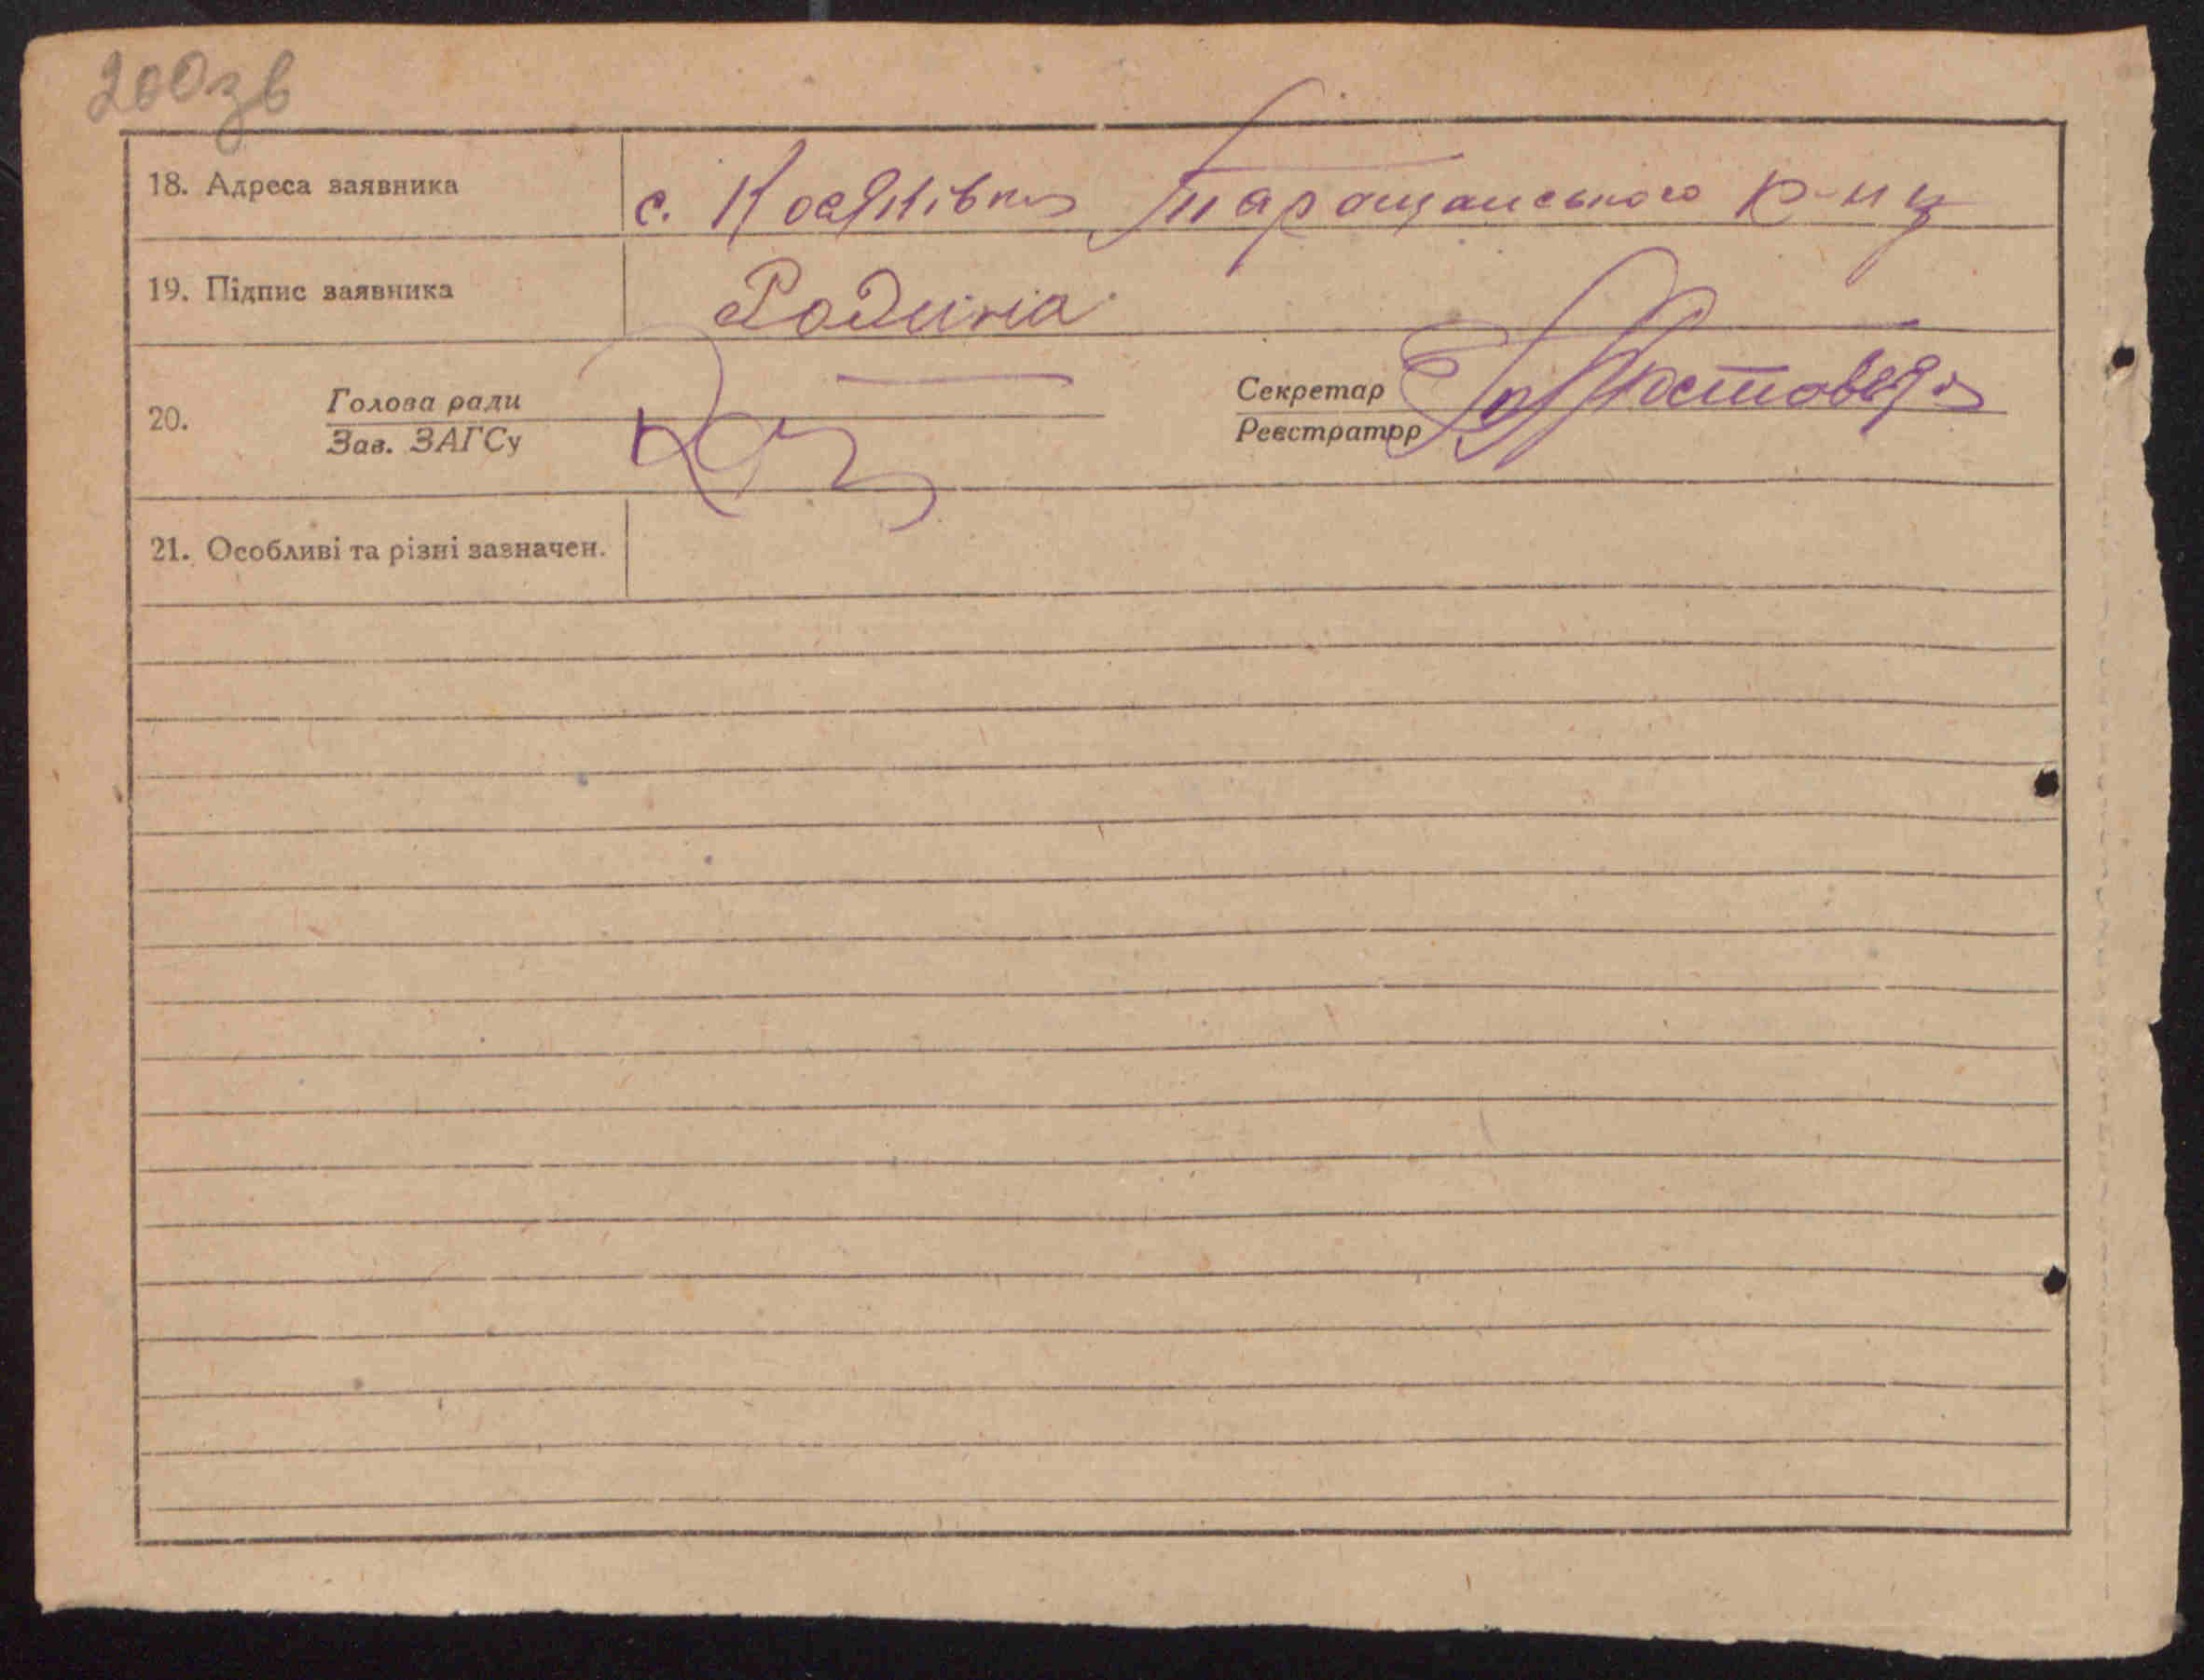 200зв
18. Адреса заявника с. Косяківка Таращанського р-ну
19. Підпис заявника Родина
Голова ради Секретар
20.
Зав. ЗАГСу Реєстратор
21. Особливі та різні зазначен.